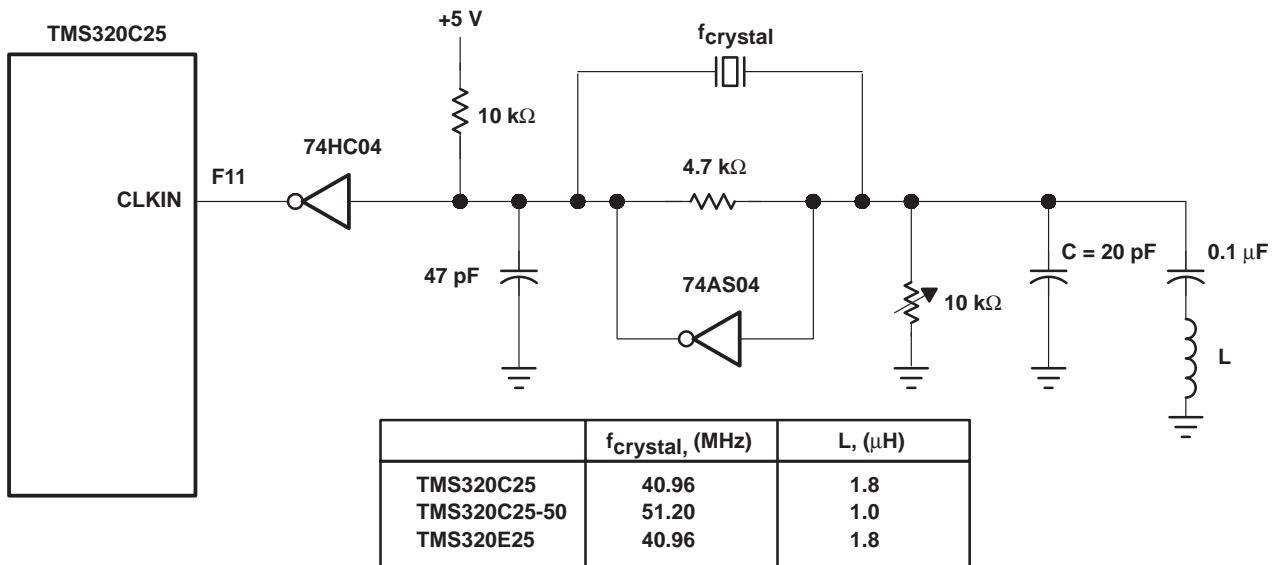 TMS320C25
+5 V
fcrystal
10 kΩ
74HC04
4.7 kΩ
F11
CLKIN
47 pF
C = 20 pF
0.1 μF
74AS04
10 kΩ
L
fcrystal, (MHz) L, (μH)
TMS320C25 40.96 1.8
TMS320C25-50 51.20 1.0
TMS320E25 40.96 1.8